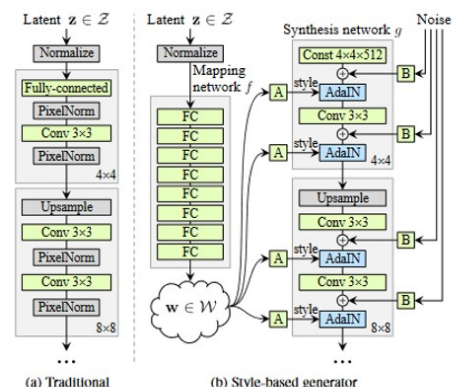 Latent z ∈ Z
Normalize
Fully-connected
PixelNorm
Conv 3×3
PixelNorm
4×4
Upsample
Conv 3×3
PixelNorm
Conv 3×3
PixelNorm
8×8
...
(a) Traditional
Latent z ∈ Z
Normalize
Mapping
network f
FC
FC
FC
FC
FC
FC
FC
FC
w ∈ W
Synthesis network g
Noise
Const 4×4×512
B
A
style
AdaIN
Conv 3×3
B
A
style
AdaIN
4×4
Upsample
Conv 3×3
B
A
style
AdaIN
Conv 3×3
B
A
style
AdaIN
8×8
...
(b) Style-based generator